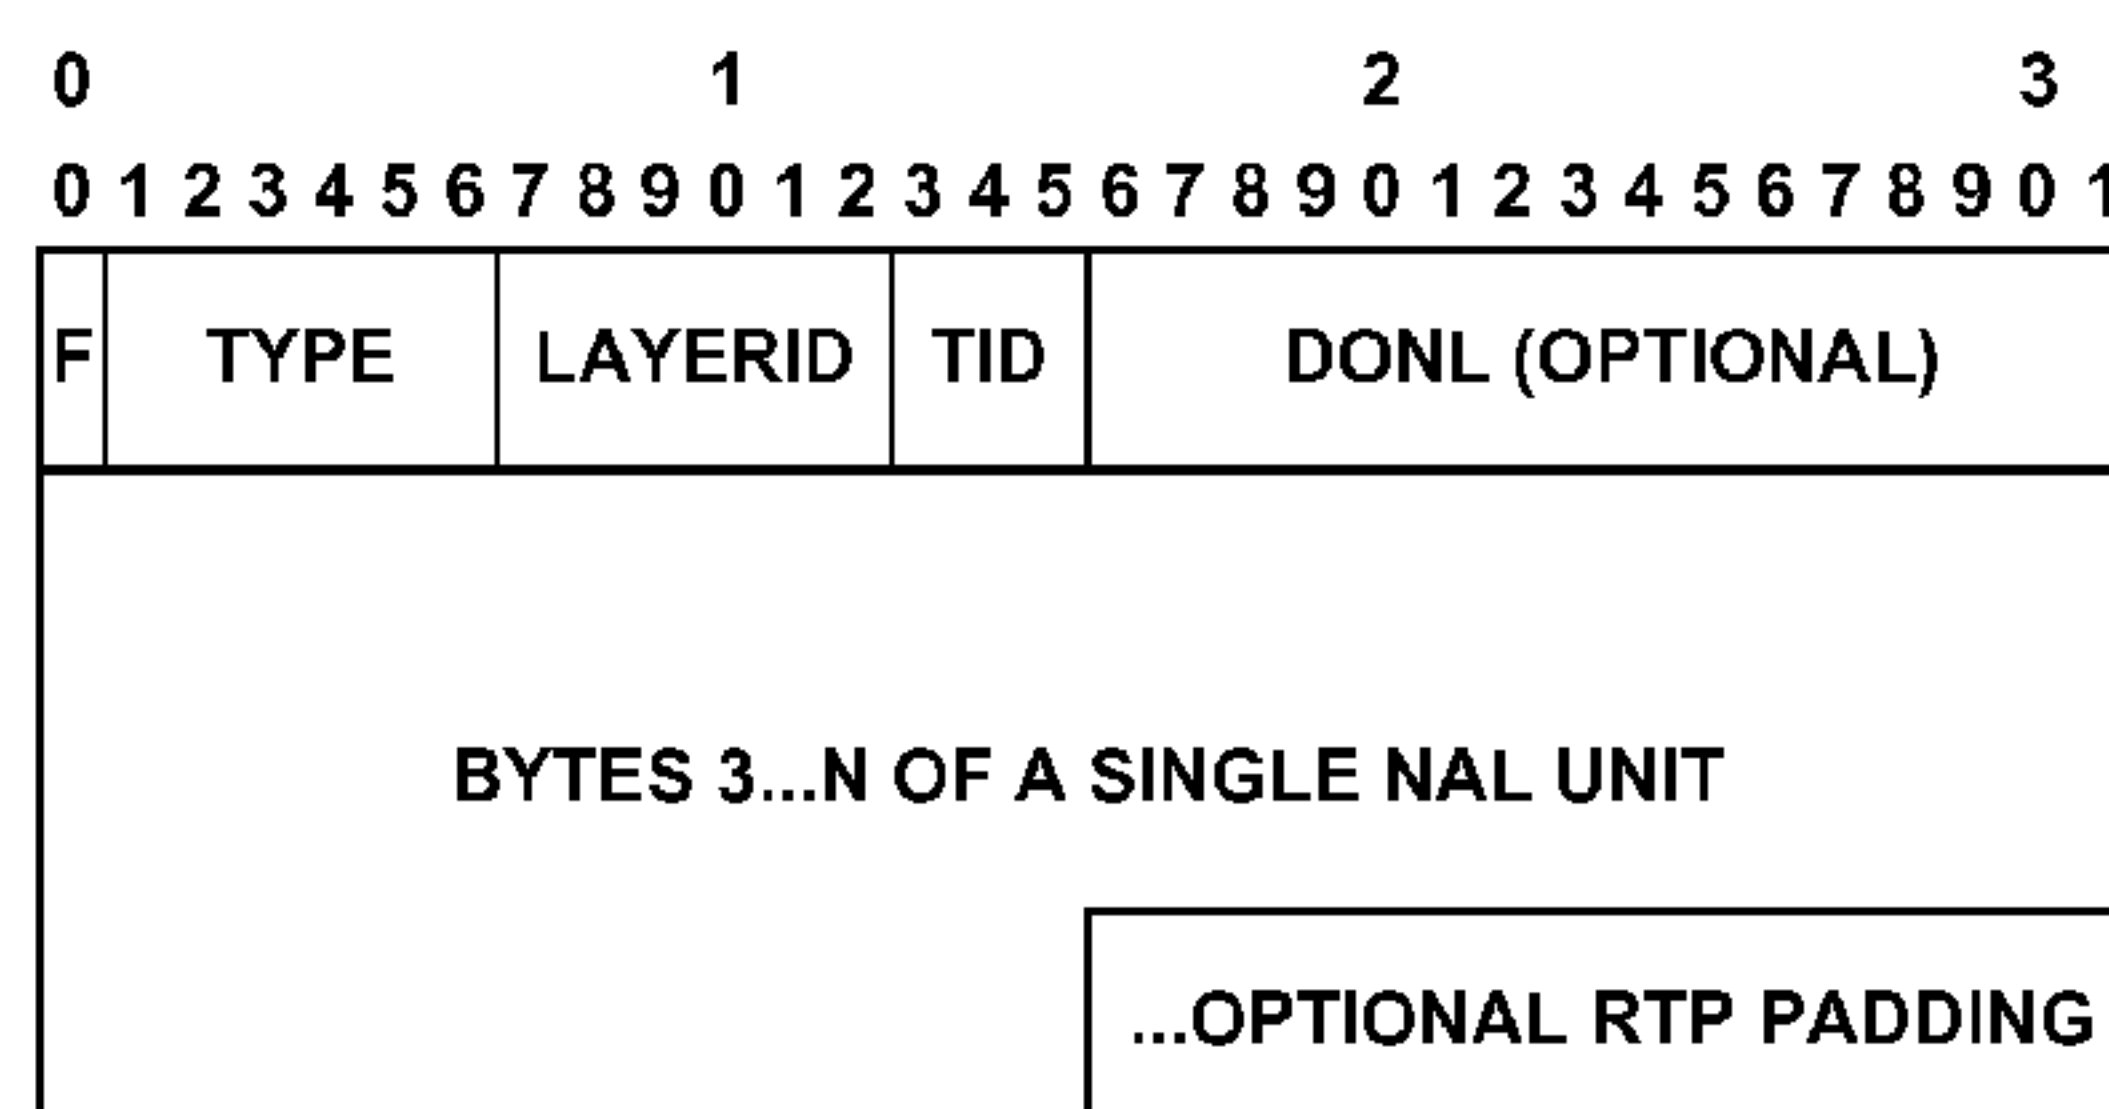 0 1 2 3
0 1 2 3 4 5 6 7 8 9 0 1 2 3 4 5 6 7 8 9 0 1 2 3 4 5 6 7 8 9 0 1
F TYPE LAYERID TID DONL (OPTIONAL)
BYTES 3...N OF A SINGLE NAL UNIT
...OPTIONAL RTP PADDING